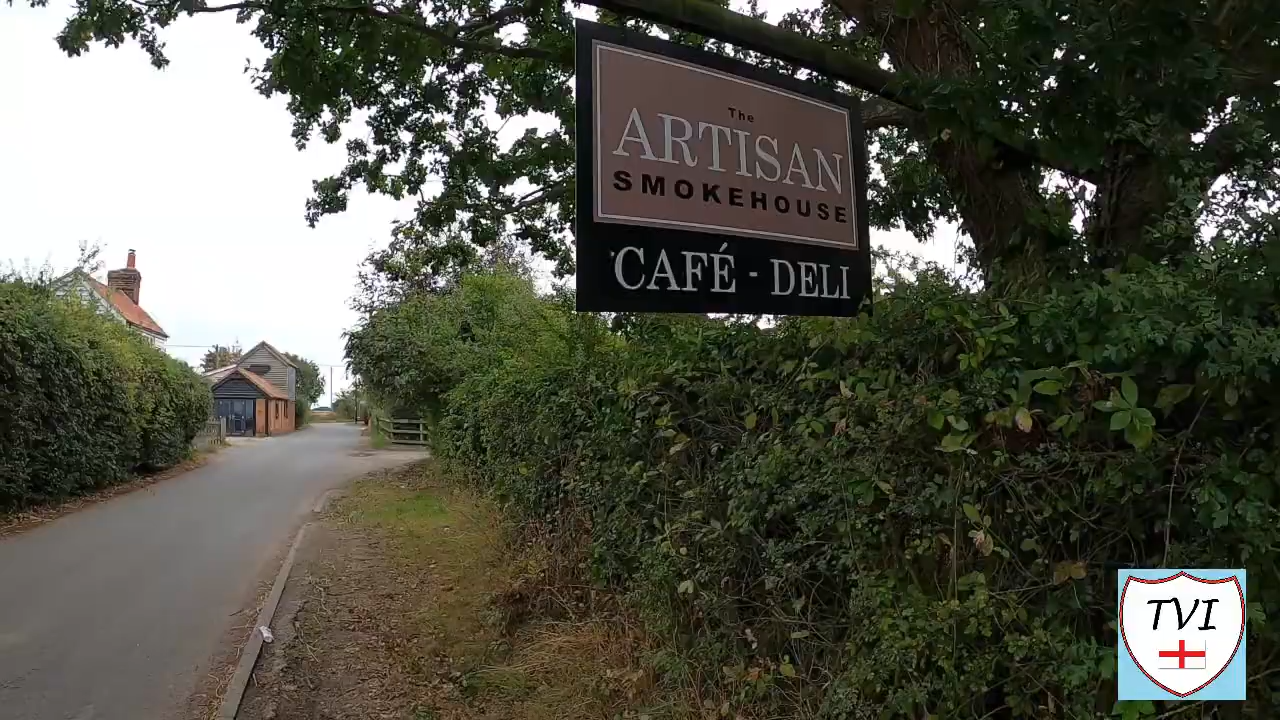 The
ARTISAN
SMOKEHOUSE
CAFÉ - DELI
TVI